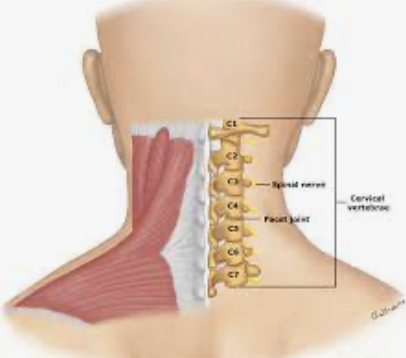 C1
C2
C3
Spinal nerve
Cervical
vertebrae
C4
Facet joint
C5
C6
C7